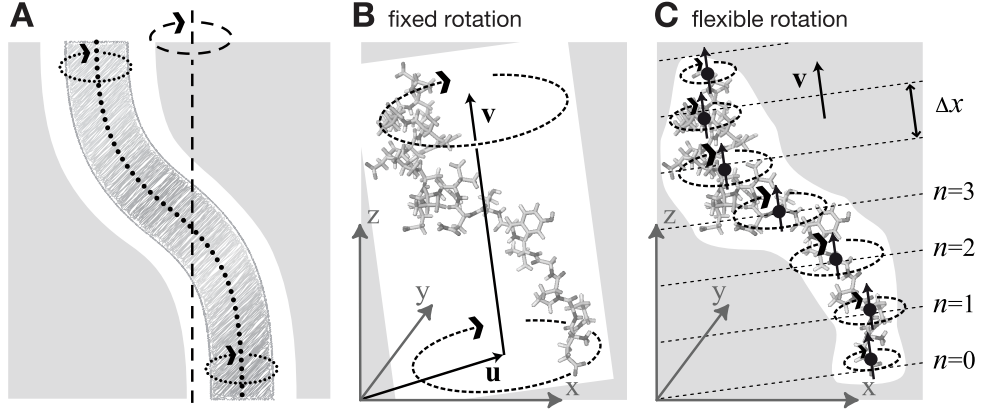 A
B fixed rotation
v
z
y
u
x
C flexible rotation
v
Δx
n=3
z
n=2
y
n=1
n=0
x